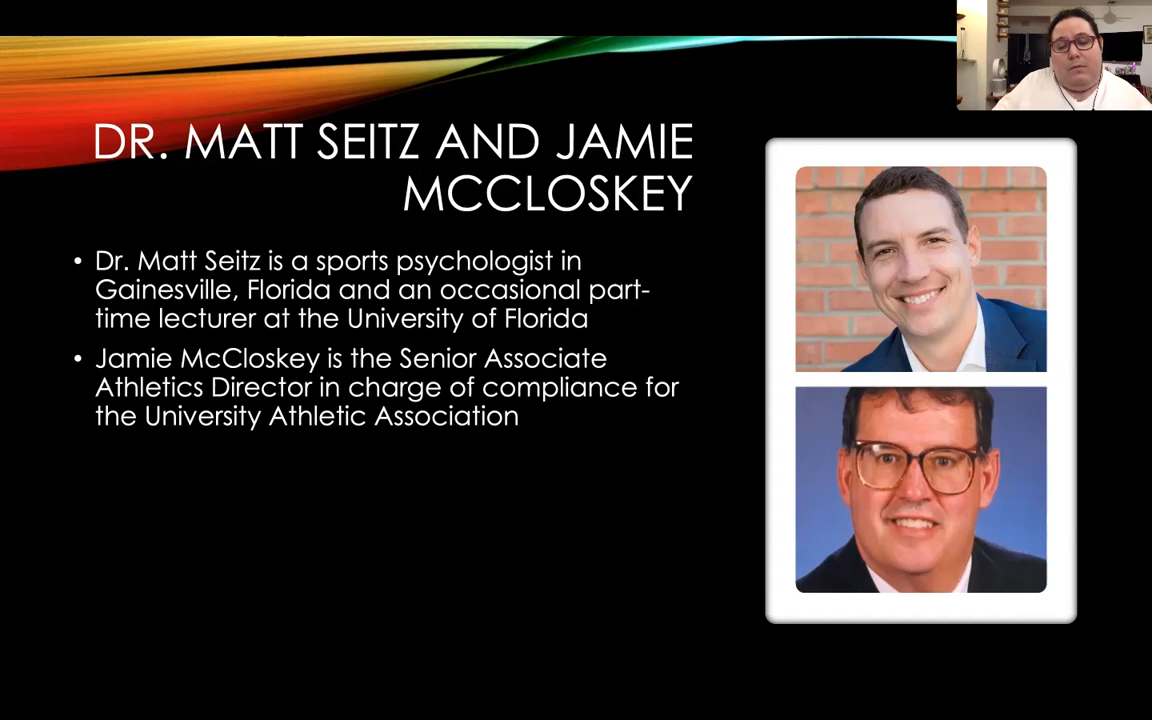 DR. MATT SEITZ AND JAMIE
MCCLOSKEY
• Dr. Matt Seitz is a sports psychologist in
Gainesville, Florida and an occasional part-
time lecturer at the University of Florida
• Jamie McCloskey is the Senior Associate
Athletics Director in charge of compliance for
the University Athletic Association